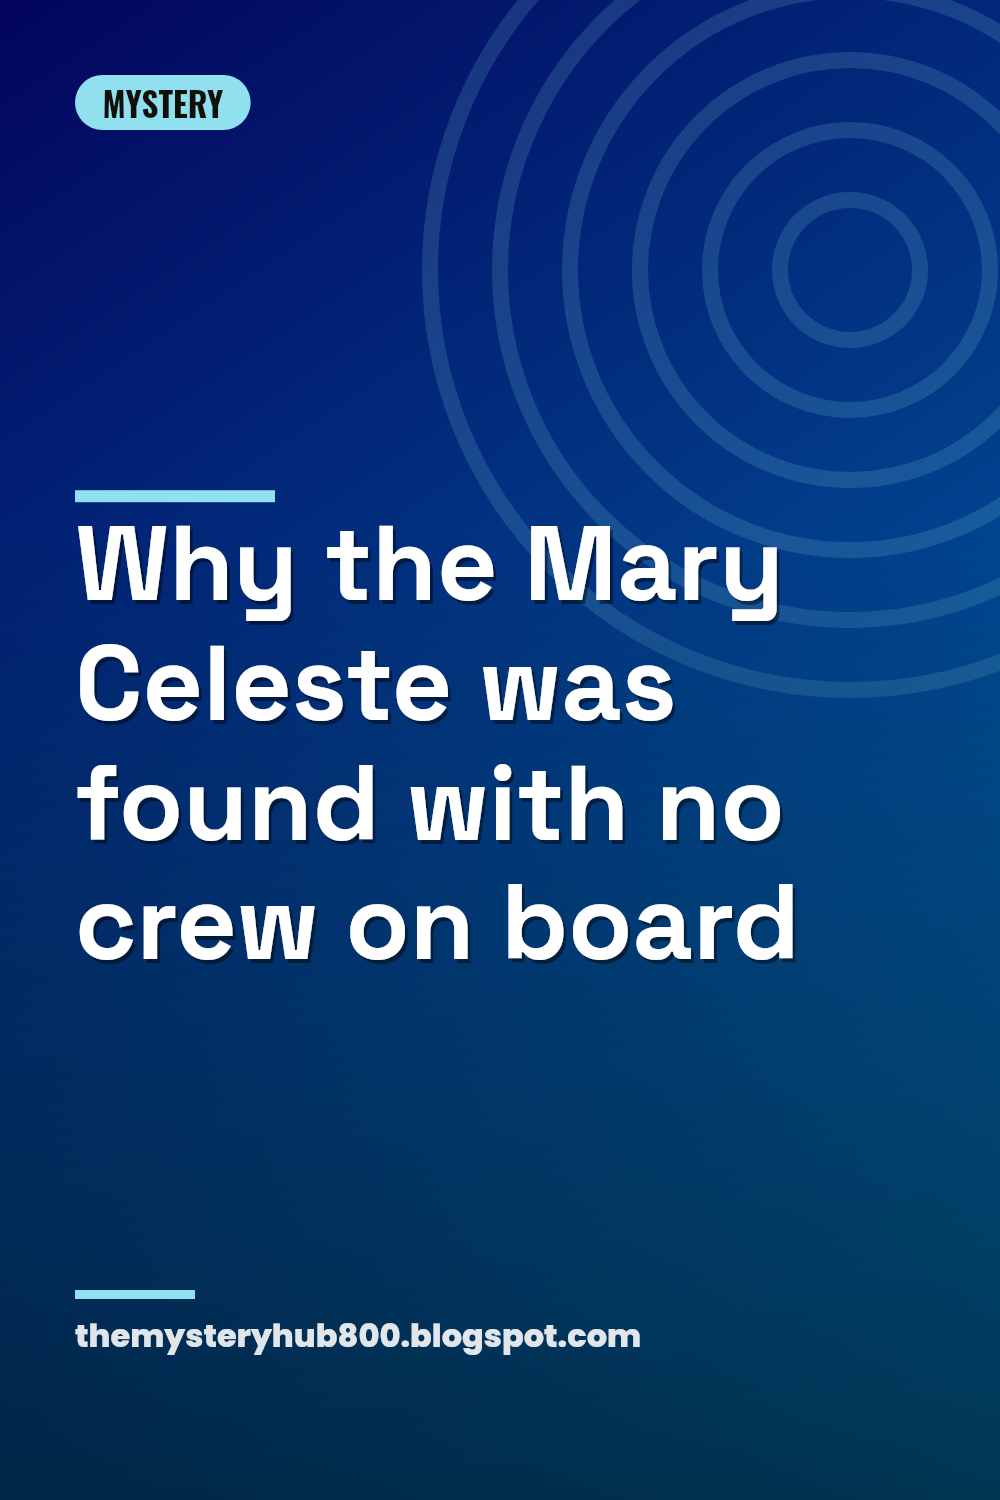 MYSTERY
Why the Mary
Celeste was
found with no
crew on board
themysteryhub800.blogspot.com